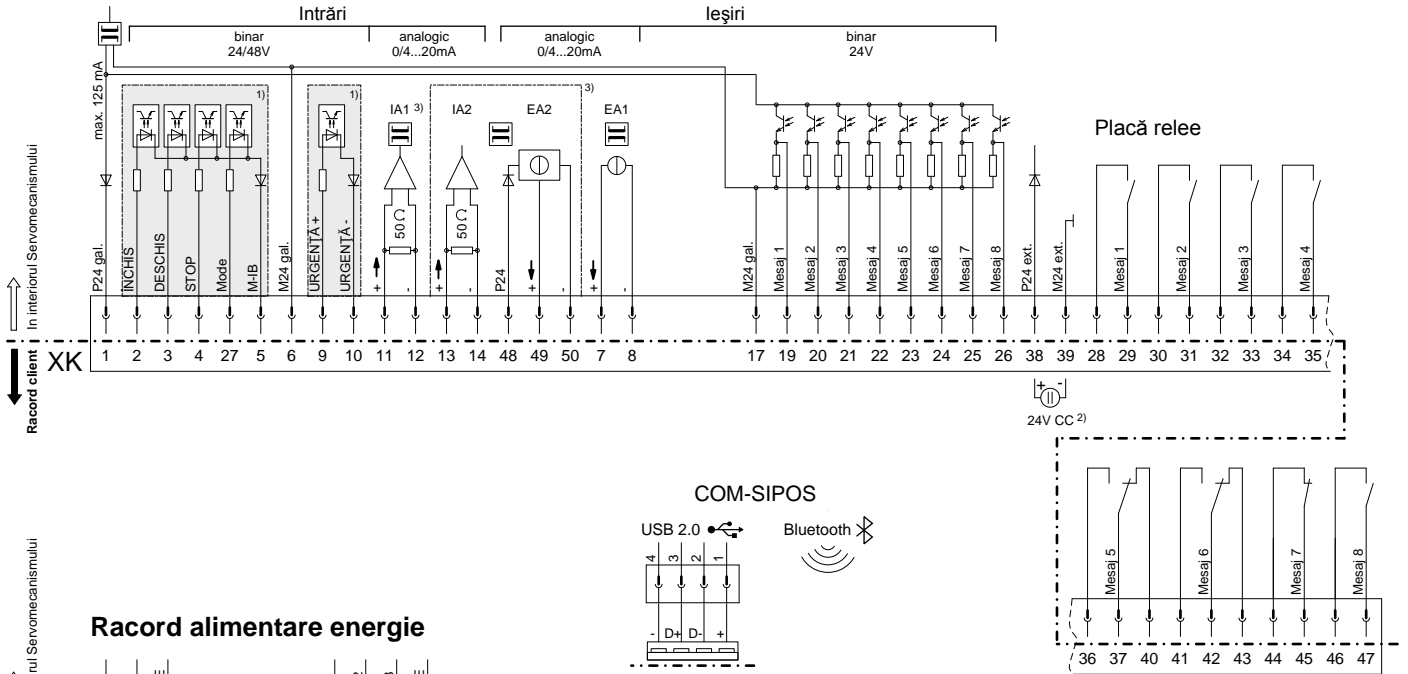 Intrări
Ieşiri
binar
24/48V
analogic
0/4...20mA
analogic
0/4...20mA
binar
24V
max. 125 mA
1)
1)
IA1 3)
IA2
EA2
3)
EA1
Placă relee
50 Ω
50 Ω
In interiorul Servomecanismului
P24 gal.
ÎNCHIS
DESCHIS
STOP
Mode
M-IB
M24 gal.
URGENŢĂ +
URGENŢĂ -
+
-
+
-
P24
+
-
+
-
M24 gal.
Mesaj 1
Mesaj 2
Mesaj 3
Mesaj 4
Mesaj 5
Mesaj 6
Mesaj 7
Mesaj 8
P24 ext.
M24 ext.
Mesaj 1
Mesaj 2
Mesaj 3
Mesaj 4
Racord client
XK
1 2 3 4 27 5 6 9 10 11 12 13 14 48 49 50 7 8 17 19 20 21 22 23 24 25 26 38 39 28 29 30 31 32 33 34 35
+ -
24V CC 2)
COM-SIPOS
USB 2.0
Bluetooth
4 3 2 1
- D+ D- +
Mesaj 5
Mesaj 6
Mesaj 7
Mesaj 8
36 37 40 41 42 43 44 45 46 47
rul Servomecanismului
Racord alimentare energie